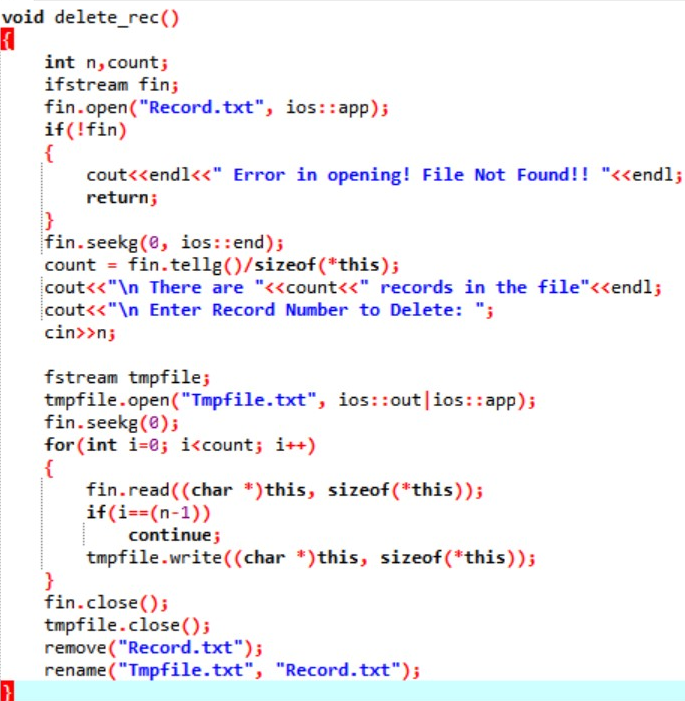 void delete_rec()
{
    int n,count;
    ifstream fin;
    fin.open("Record.txt", ios::app);
    if(!fin)
    {
        cout<<endl<<" Error in opening! File Not Found!! "<<endl;
        return;
    }
    fin.seekg(0, ios::end);
    count = fin.tellg()/sizeof(*this);
    cout<<"\n There are "<<count<<" records in the file"<<endl;
    cout<<"\n Enter Record Number to Delete: ";
    cin>>n;

    fstream tmpfile;
    tmpfile.open("Tmpfile.txt", ios::out|ios::app);
    fin.seekg(0);
    for(int i=0; i<count; i++)
    {
        fin.read((char *)this, sizeof(*this));
        if(i==(n-1))
            continue;
        tmpfile.write((char *)this, sizeof(*this));
    }
    fin.close();
    tmpfile.close();
    remove("Record.txt");
    rename("Tmpfile.txt", "Record.txt");
}